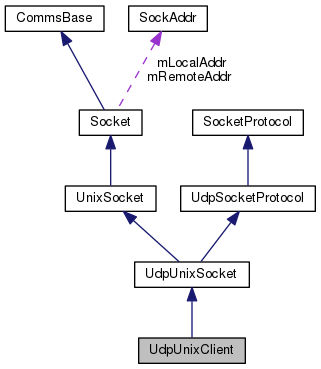 CommsBase
SockAddr
mLocalAddr
mRemoteAddr
Socket
SocketProtocol
UnixSocket
UdpSocketProtocol
UdpUnixSocket
UdpUnixClient